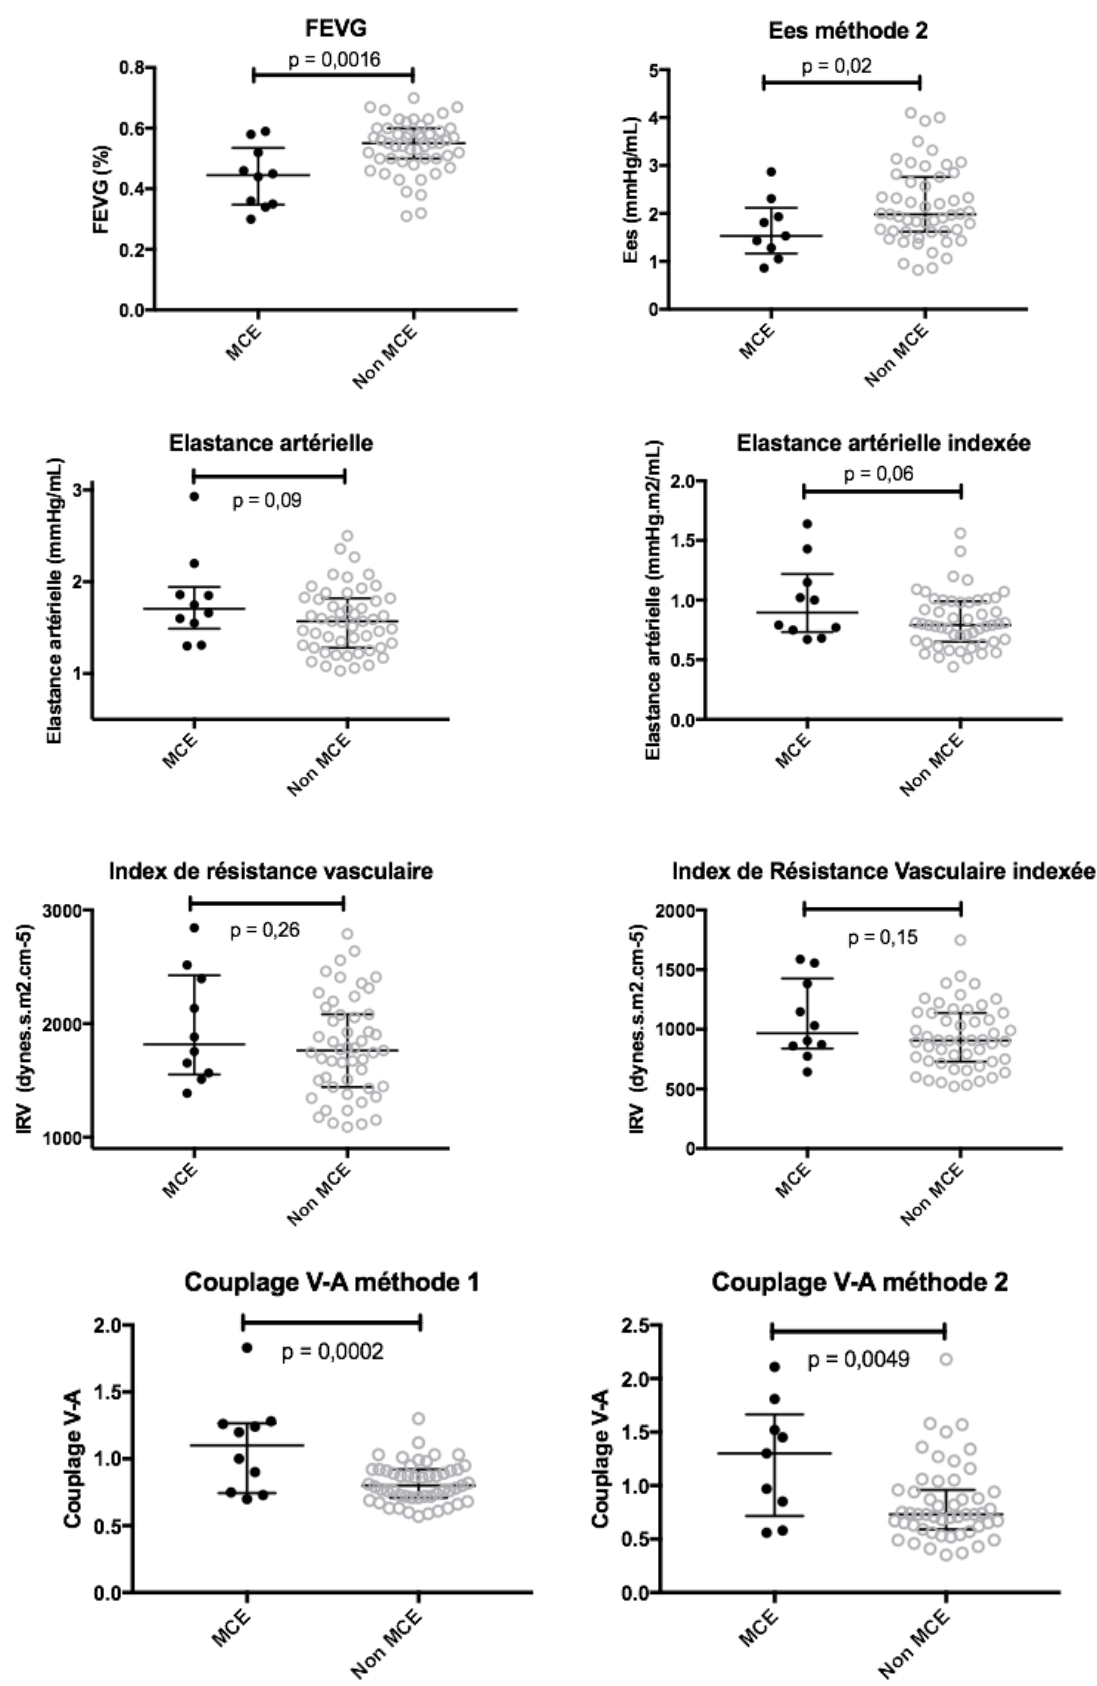 FEVG
p = 0,0016
FEVG (%)
0.8
0.6
0.4
0.2
0.0
MCE
Non MCE
Ees méthode 2
p = 0,02
Ees (mmHg/mL)
5
4
3
2
1
0
MCE
Non MCE
Elastance artérielle
p = 0,09
Elastance artérielle (mmHg/mL)
3
2
1
MCE
Non MCE
Elastance artérielle indexée
p = 0,06
Elastance artérielle (mmHg.m2/mL)
2.0
1.5
1.0
0.5
0.0
MCE
Non MCE
Index de résistance vasculaire
p = 0,26
IRV (dynes.s.m2.cm-5)
3000
2000
1000
MCE
Non MCE
Index de Résistance Vasculaire indexée
p = 0,15
IRV (dynes.s.m2.cm-5)
2000
1500
1000
500
0
MCE
Non MCE
Couplage V-A méthode 1
p = 0,0002
Couplage V-A
2.0
1.5
1.0
0.5
0.0
MCE
Non MCE
Couplage V-A méthode 2
p = 0,0049
Couplage V-A
2.5
2.0
1.5
1.0
0.5
0.0
MCE
Non MCE